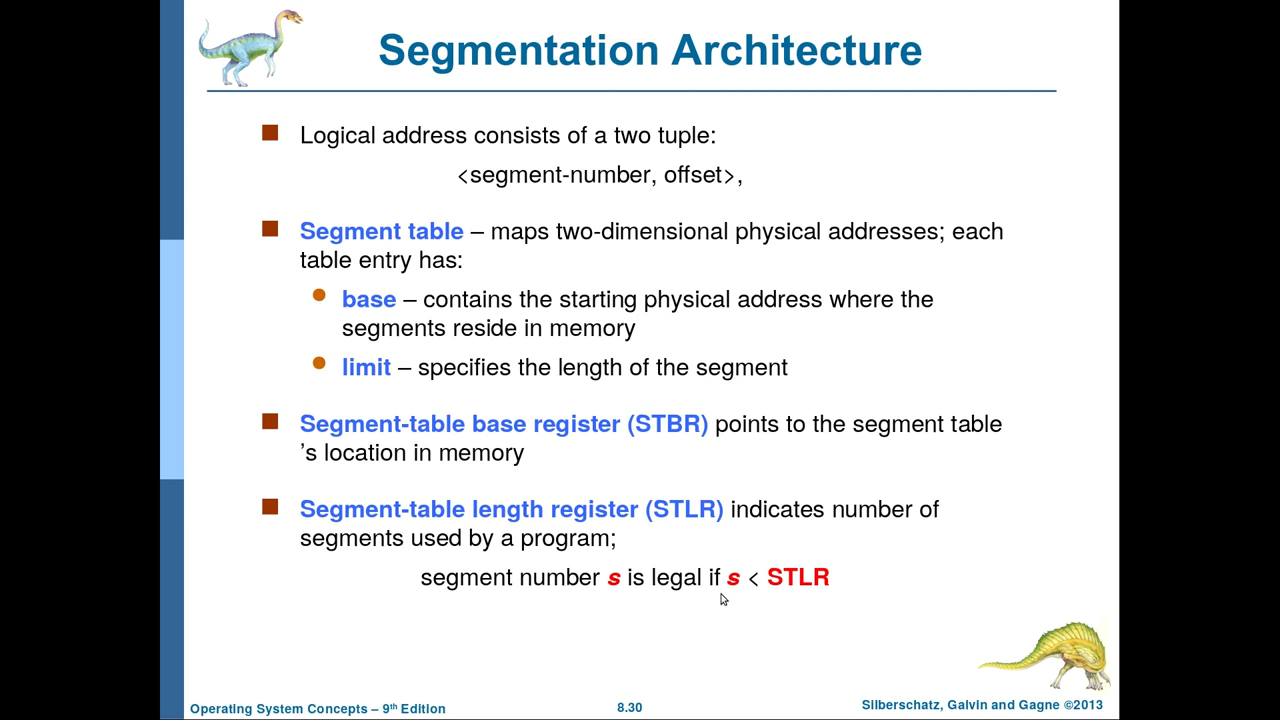 Segmentation Architecture
Logical address consists of a two tuple:
<segment-number, offset>,
Segment table – maps two-dimensional physical addresses; each
table entry has:
base – contains the starting physical address where the
segments reside in memory
limit – specifies the length of the segment
Segment-table base register (STBR) points to the segment table
’s location in memory
Segment-table length register (STLR) indicates number of
segments used by a program;
segment number s is legal if s < STLR
Operating System Concepts – 9th Edition
8.30
Silberschatz, Galvin and Gagne ©2013